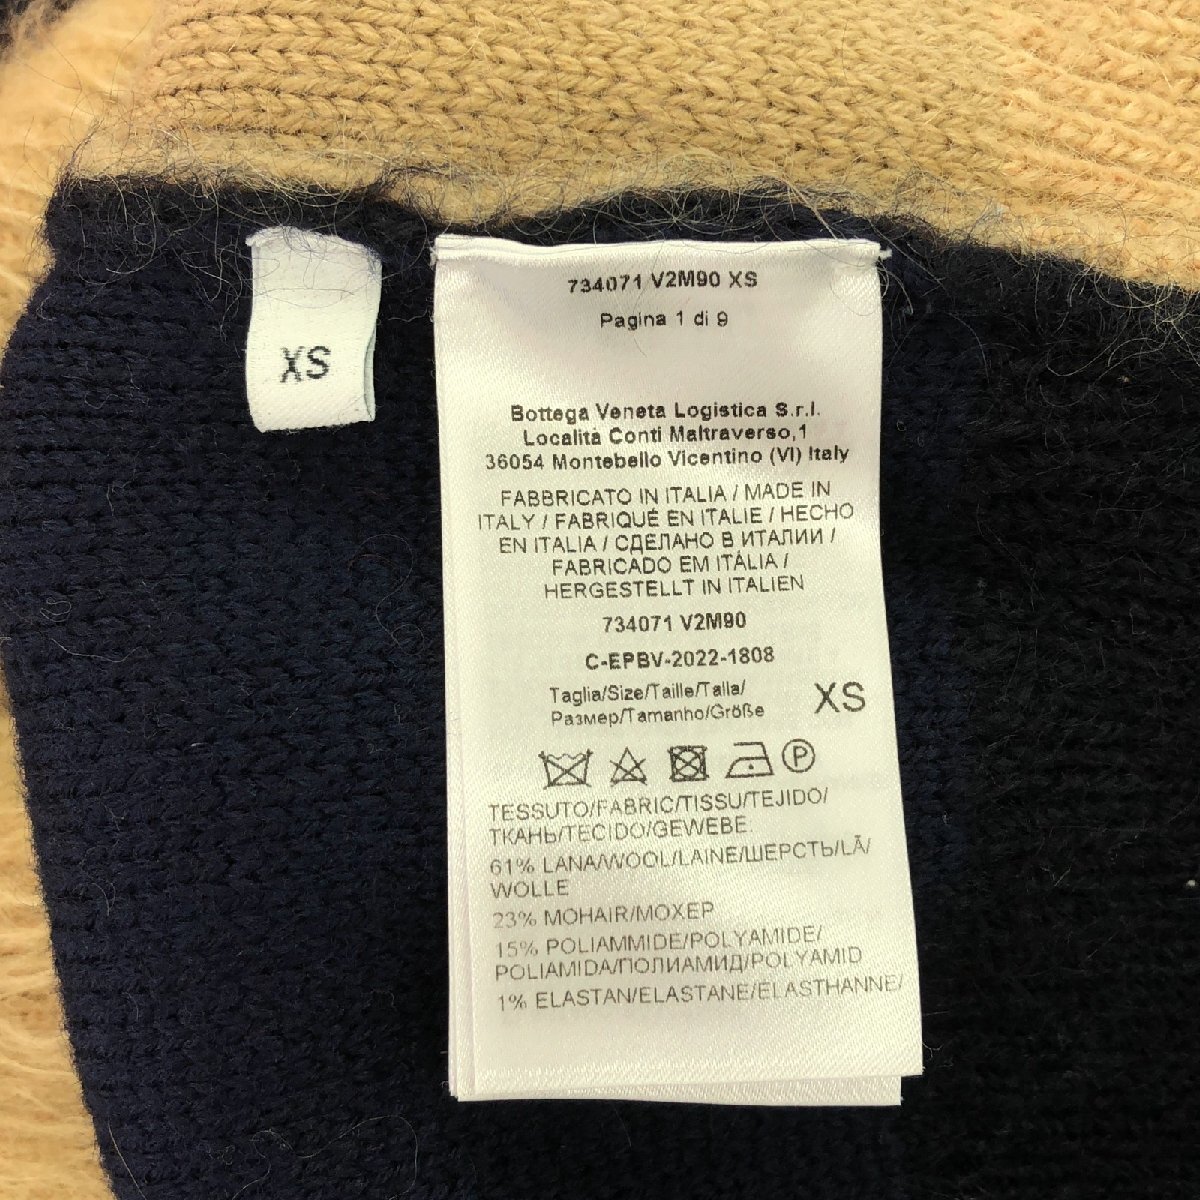 XS
734071 V2M90 XS
Pagina 1 di 9
Bottega Veneta Logistica S.r.l.
Località Conti Maltraverso,1
36054 Montebello Vicentino (VI) Italy
FABBRICATO IN ITALIA / MADE IN
ITALY / FABRIQUÉ EN ITALIE / HECHO
EN ITALIA / СДЕЛАНО В ИТАЛИИ /
FABRICADO EM ITÁLIA /
HERGESTELLT IN ITALIEN
734071 V2M90
C-EPBV-2022-1808
Taglia/Size/Taille/Talla/
Размер/Tamanho/Größe
XS
P
TESSUTO/FABRIC/TISSU/TEJIDO/
ТКАНЬ/TECIDO/GEWEBE.
61% LANA/WOOL/LAINE/ШЕРСТЬ/LÃ/
WOLLE
23% MOHAIR/МОХЕР
15% POLIAMMIDE/POLYAMIDE/
POLIAMIDA/ПОЛИАМИД/POLYAMID
1% ELASTAN/ELASTANE/ÉLASTHANNE/